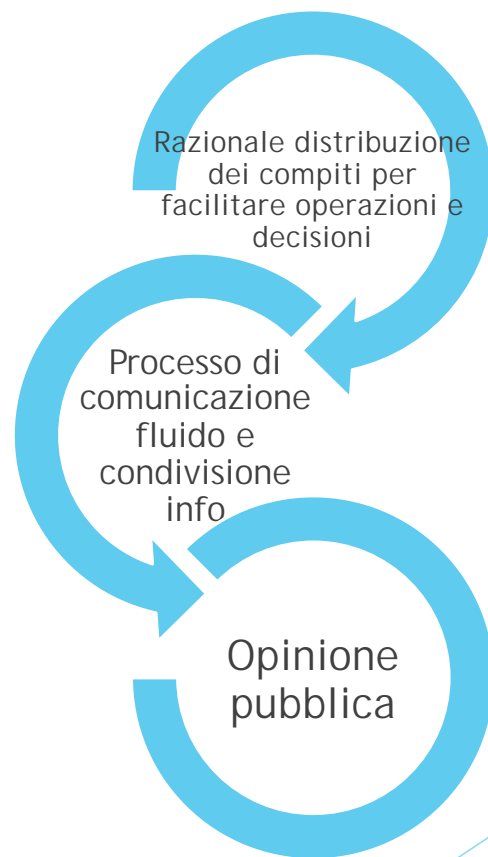 Razionale distribuzione
dei compiti per
facilitare operazioni e
decisioni
Processo di
comunicazione
fluido e
condivisione
info
Opinione
pubblica